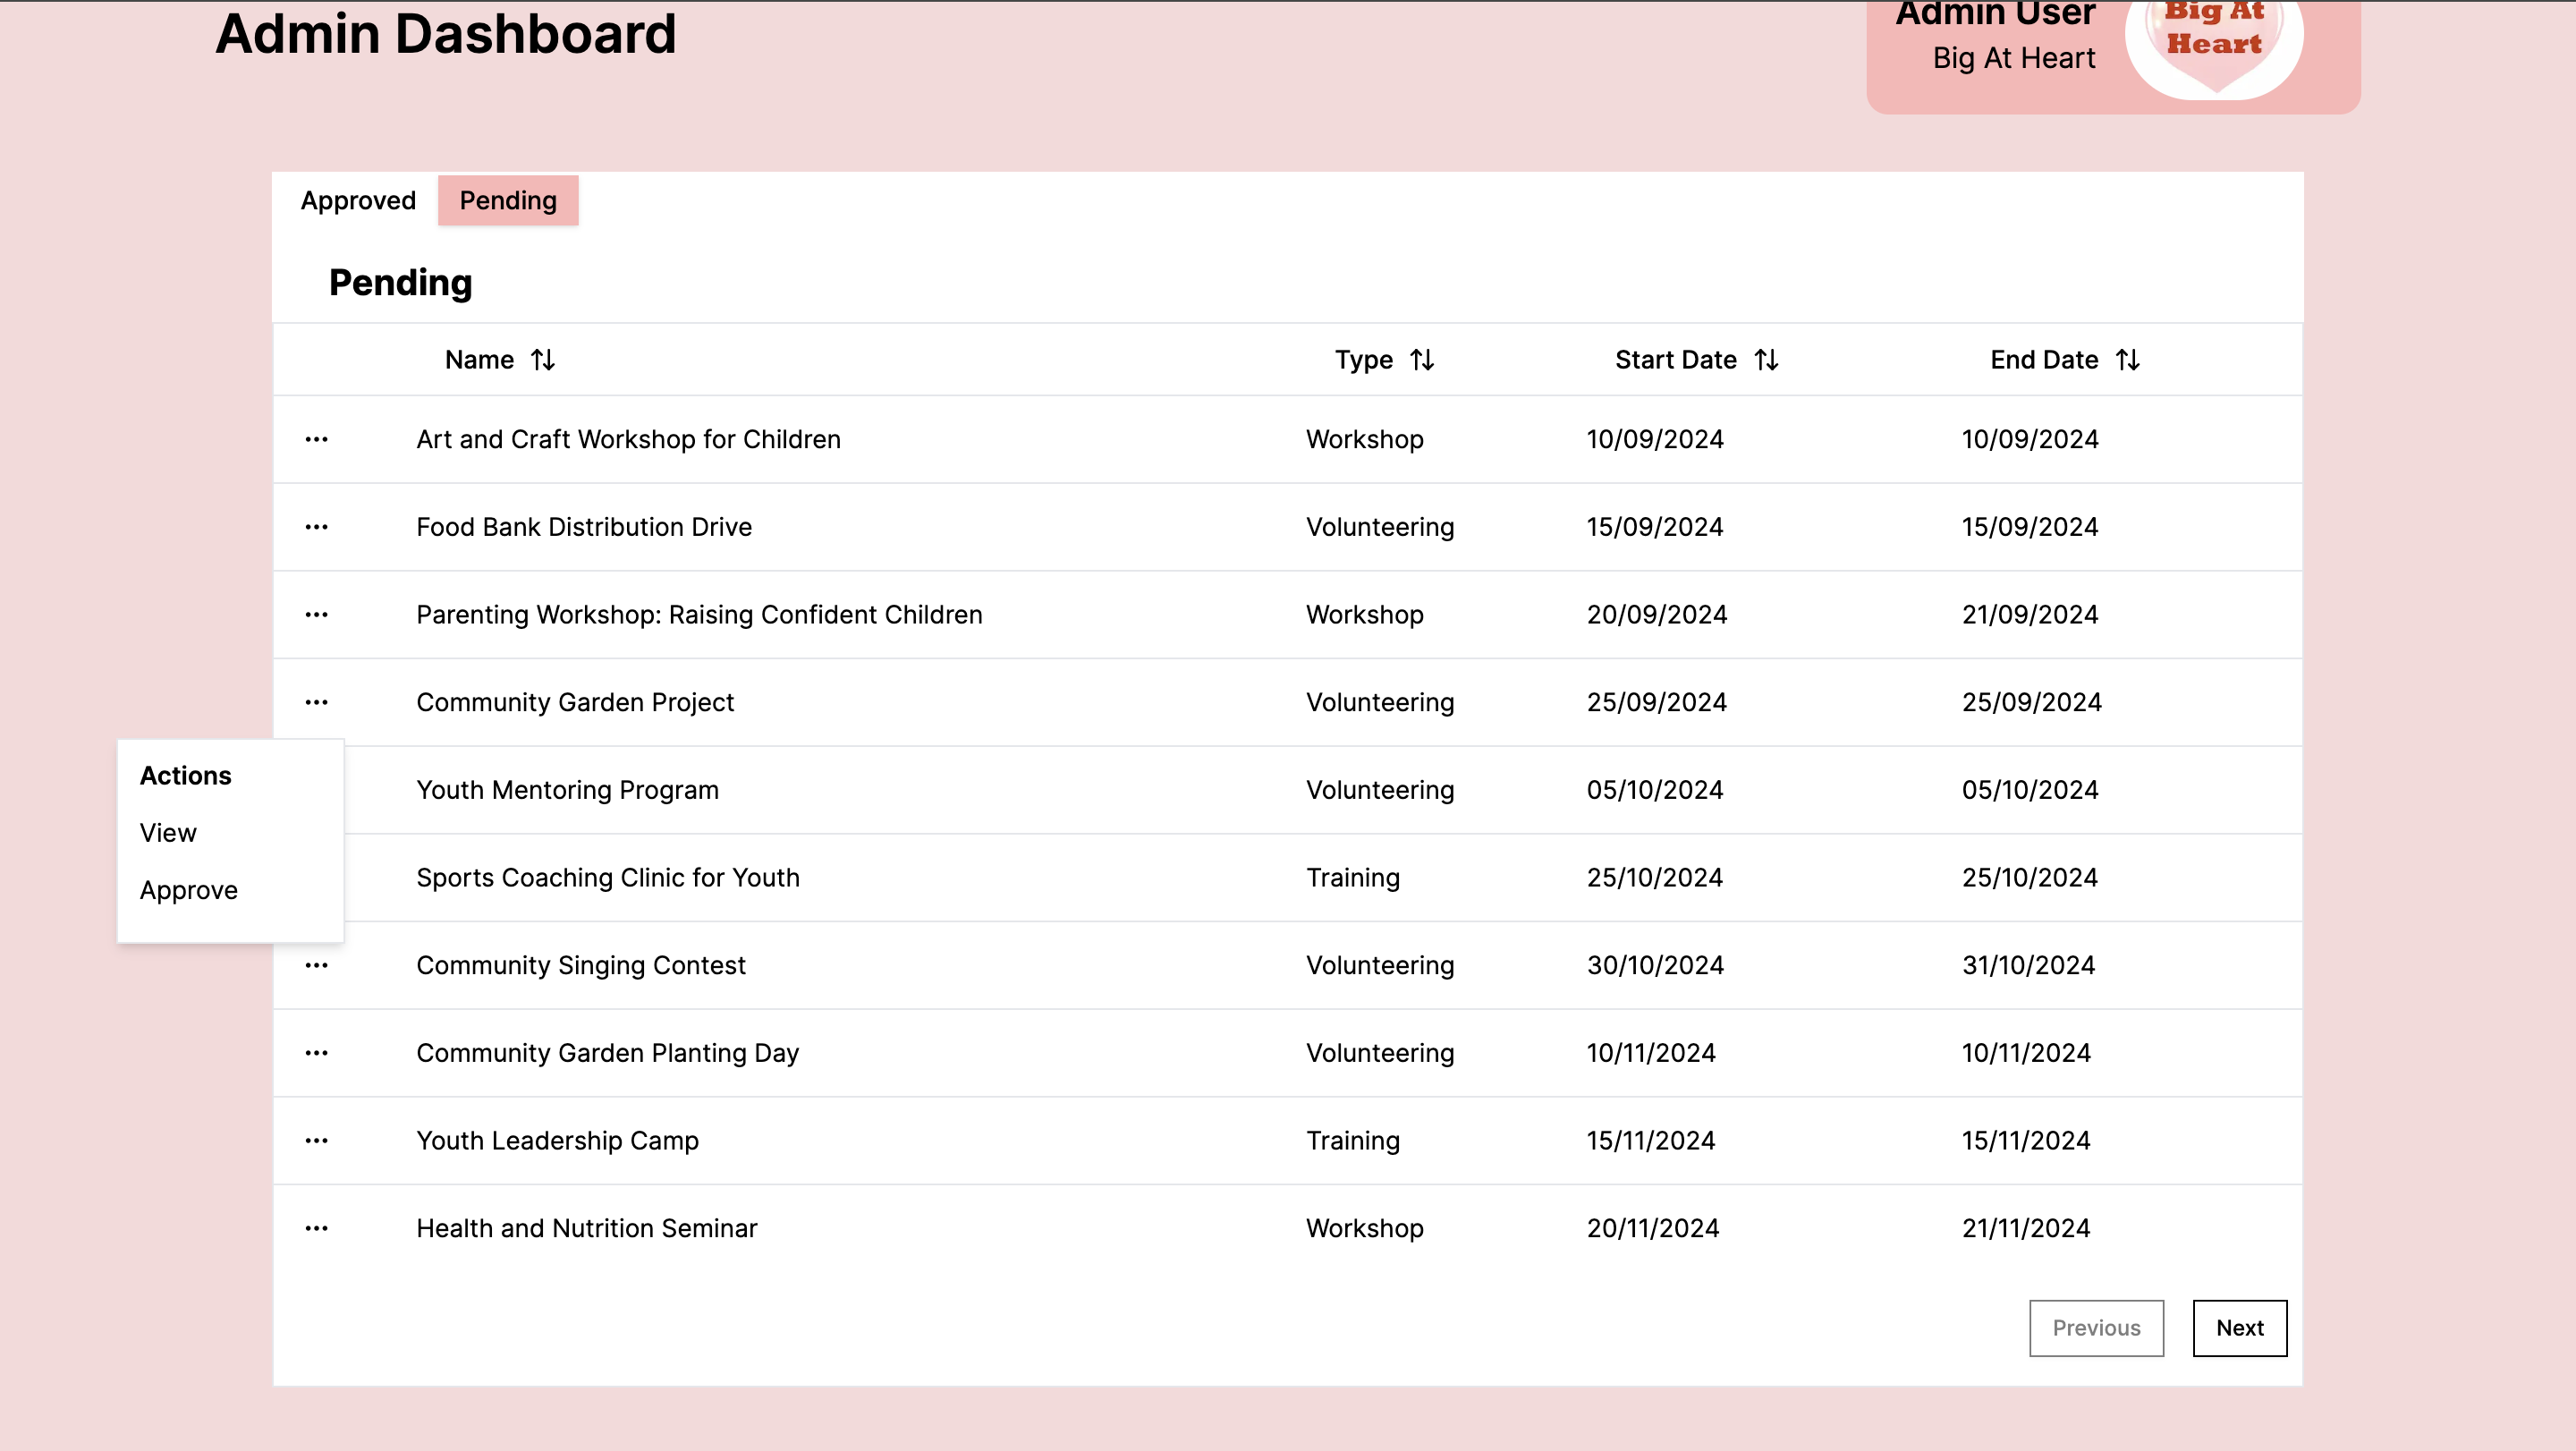 Admin Dashboard
Admin User
Big At Heart
Big At
Heart
Approved Pending
Pending
Name Type Start Date End Date
Art and Craft Workshop for Children Workshop 10/09/2024 10/09/2024
Food Bank Distribution Drive Volunteering 15/09/2024 15/09/2024
Parenting Workshop: Raising Confident Children Workshop 20/09/2024 21/09/2024
Community Garden Project Volunteering 25/09/2024 25/09/2024
Actions
View
Approve
Youth Mentoring Program Volunteering 05/10/2024 05/10/2024
Sports Coaching Clinic for Youth Training 25/10/2024 25/10/2024
Community Singing Contest Volunteering 30/10/2024 31/10/2024
Community Garden Planting Day Volunteering 10/11/2024 10/11/2024
Youth Leadership Camp Training 15/11/2024 15/11/2024
Health and Nutrition Seminar Workshop 20/11/2024 21/11/2024
Previous Next